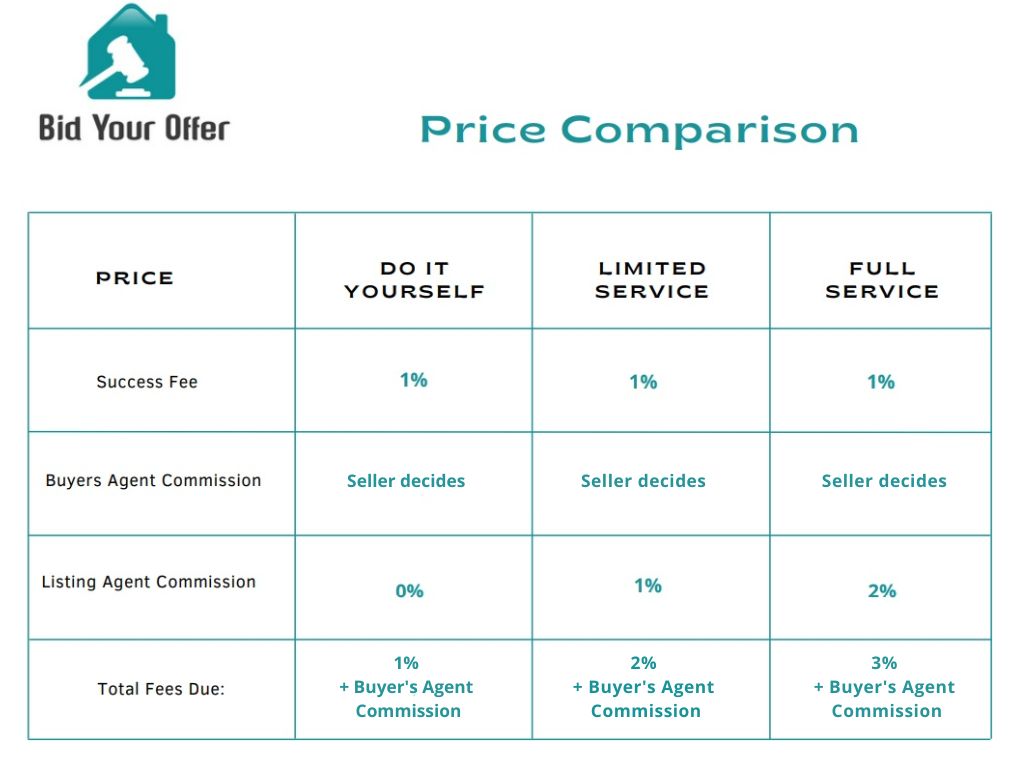 Bid Your Offer
Price Comparison
PRICE
DO IT
YOURSELF
LIMITED
SERVICE
FULL
SERVICE
Success Fee
1%
1%
1%
Buyers Agent Commission
Seller decides
Seller decides
Seller decides
Listing Agent Commission
0%
1%
2%
Total Fees Due:
1%
+ Buyer's Agent
Commission
2%
+ Buyer's Agent
Commission
3%
+ Buyer's Agent
Commission